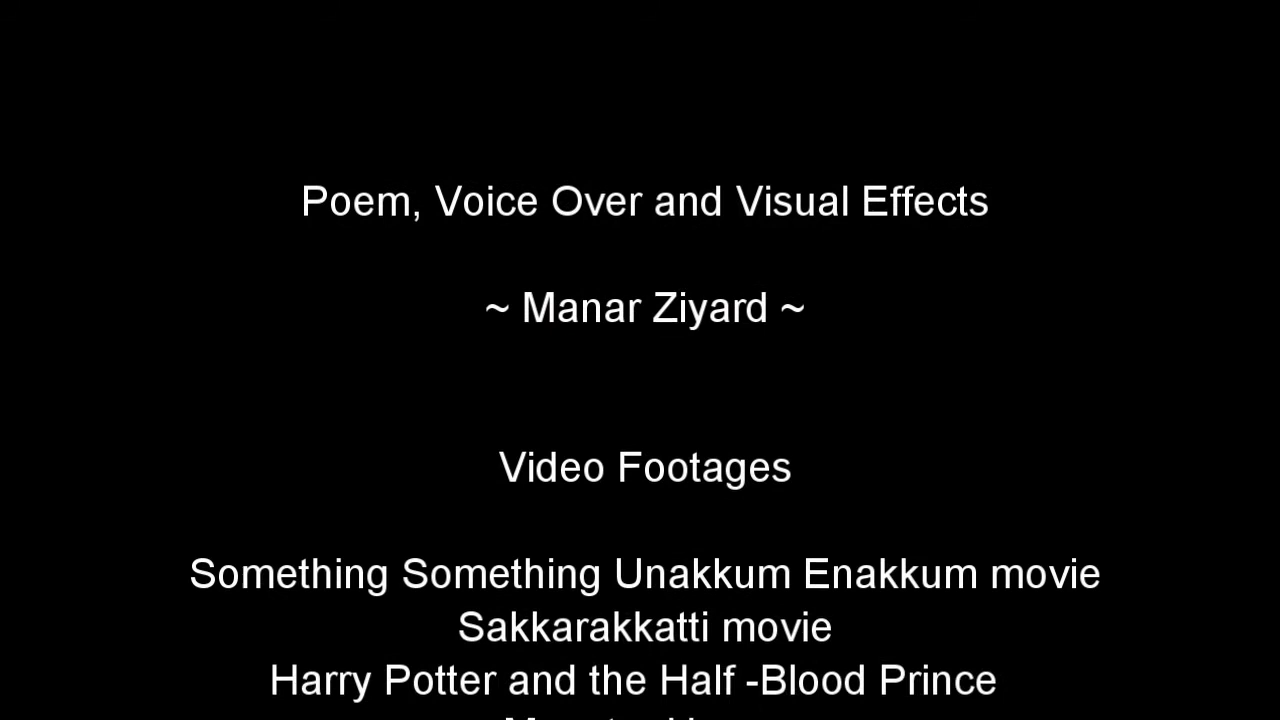 Poem, Voice Over and Visual Effects
~ Manar Ziyard ~
Video Footages
Something Something Unakkum Enakkum movie
Sakkarakkatti movie
Harry Potter and the Half -Blood Prince